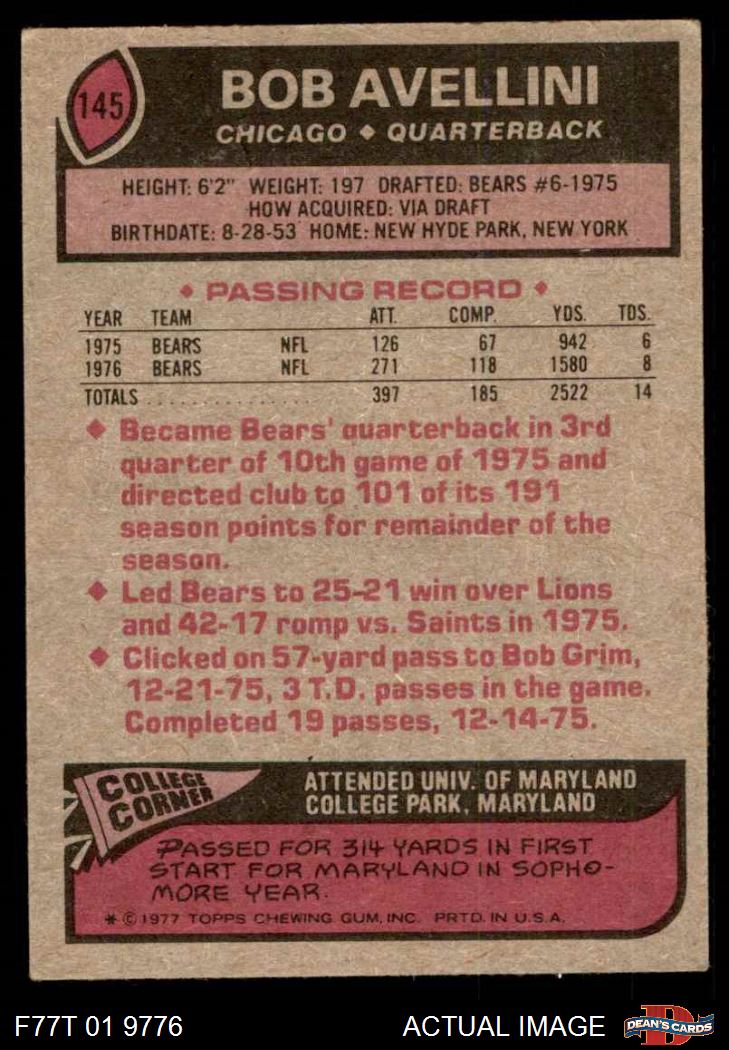 145
BOB AVELLINI
CHICAGO ◆ QUARTERBACK
HEIGHT: 6'2" WEIGHT: 197 DRAFTED: BEARS #6-1975
HOW ACQUIRED: VIA DRAFT
BIRTHDATE: 8-28-53 HOME: NEW HYDE PARK, NEW YORK
◆ PASSING RECORD ◆
YEAR TEAM ATT. COMP. YDS. TDS.
1975 BEARS NFL 126 67 942 6
1976 BEARS NFL 271 118 1580 8
TOTALS . . . . . . . . . . . . . . . 397 185 2522 14
◆ Became Bears' quarterback in 3rd
quarter of 10th game of 1975 and
directed club to 101 of its 191
season points for remainder of the
season.
◆ Led Bears to 25-21 win over Lions
and 42-17 romp vs. Saints in 1975.
◆ Clicked on 57-yard pass to Bob Grim,
12-21-75, 3 T.D. passes in the game.
Completed 19 passes, 12-14-75.
COLLEGE
CORNER
ATTENDED UNIV. OF MARYLAND
COLLEGE PARK, MARYLAND
PASSED FOR 314 YARDS IN FIRST
START FOR MARYLAND IN SOPHO-
MORE YEAR.
* © 1977 TOPPS CHEWING GUM, INC. PRTD. IN U.S.A.
F77T 01 9776 ACTUAL IMAGE
D
DEAN'S CARDS